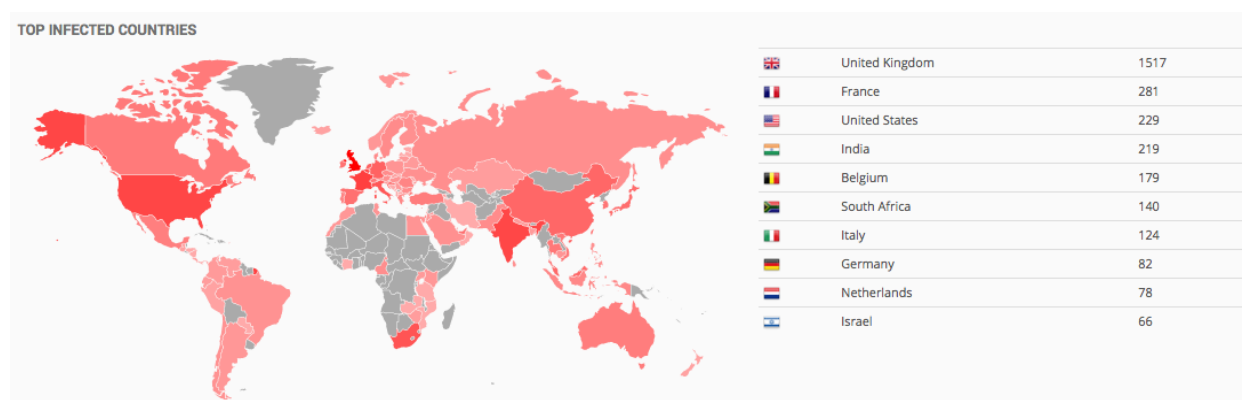 TOP INFECTED COUNTRIES
United Kingdom 1517
France 281
United States 229
India 219
Belgium 179
South Africa 140
Italy 124
Germany 82
Netherlands 78
Israel 66